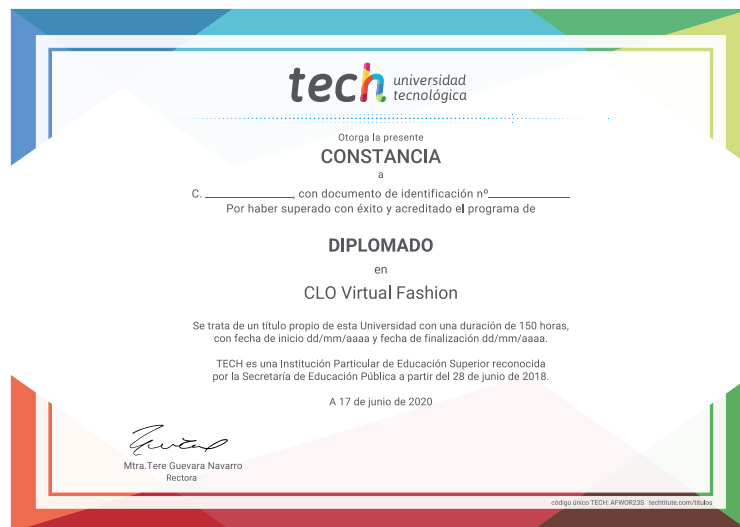 tech universidad
tecnológica
Otorga la presente
CONSTANCIA
a
C. ________________, con documento de identificación nº________________
Por haber superado con éxito y acreditado el programa de
DIPLOMADO
en
CLO Virtual Fashion
Se trata de un título propio de esta Universidad con una duración de 150 horas,
con fecha de inicio dd/mm/aaaa y fecha de finalización dd/mm/aaaa.
TECH es una Institución Particular de Educación Superior reconocida
por la Secretaría de Educación Pública a partir del 28 de junio de 2018.
A 17 de junio de 2020
Mtra.Tere Guevara Navarro
Rectora
código único TECH: AFWOR23S techtitute.com/titulos